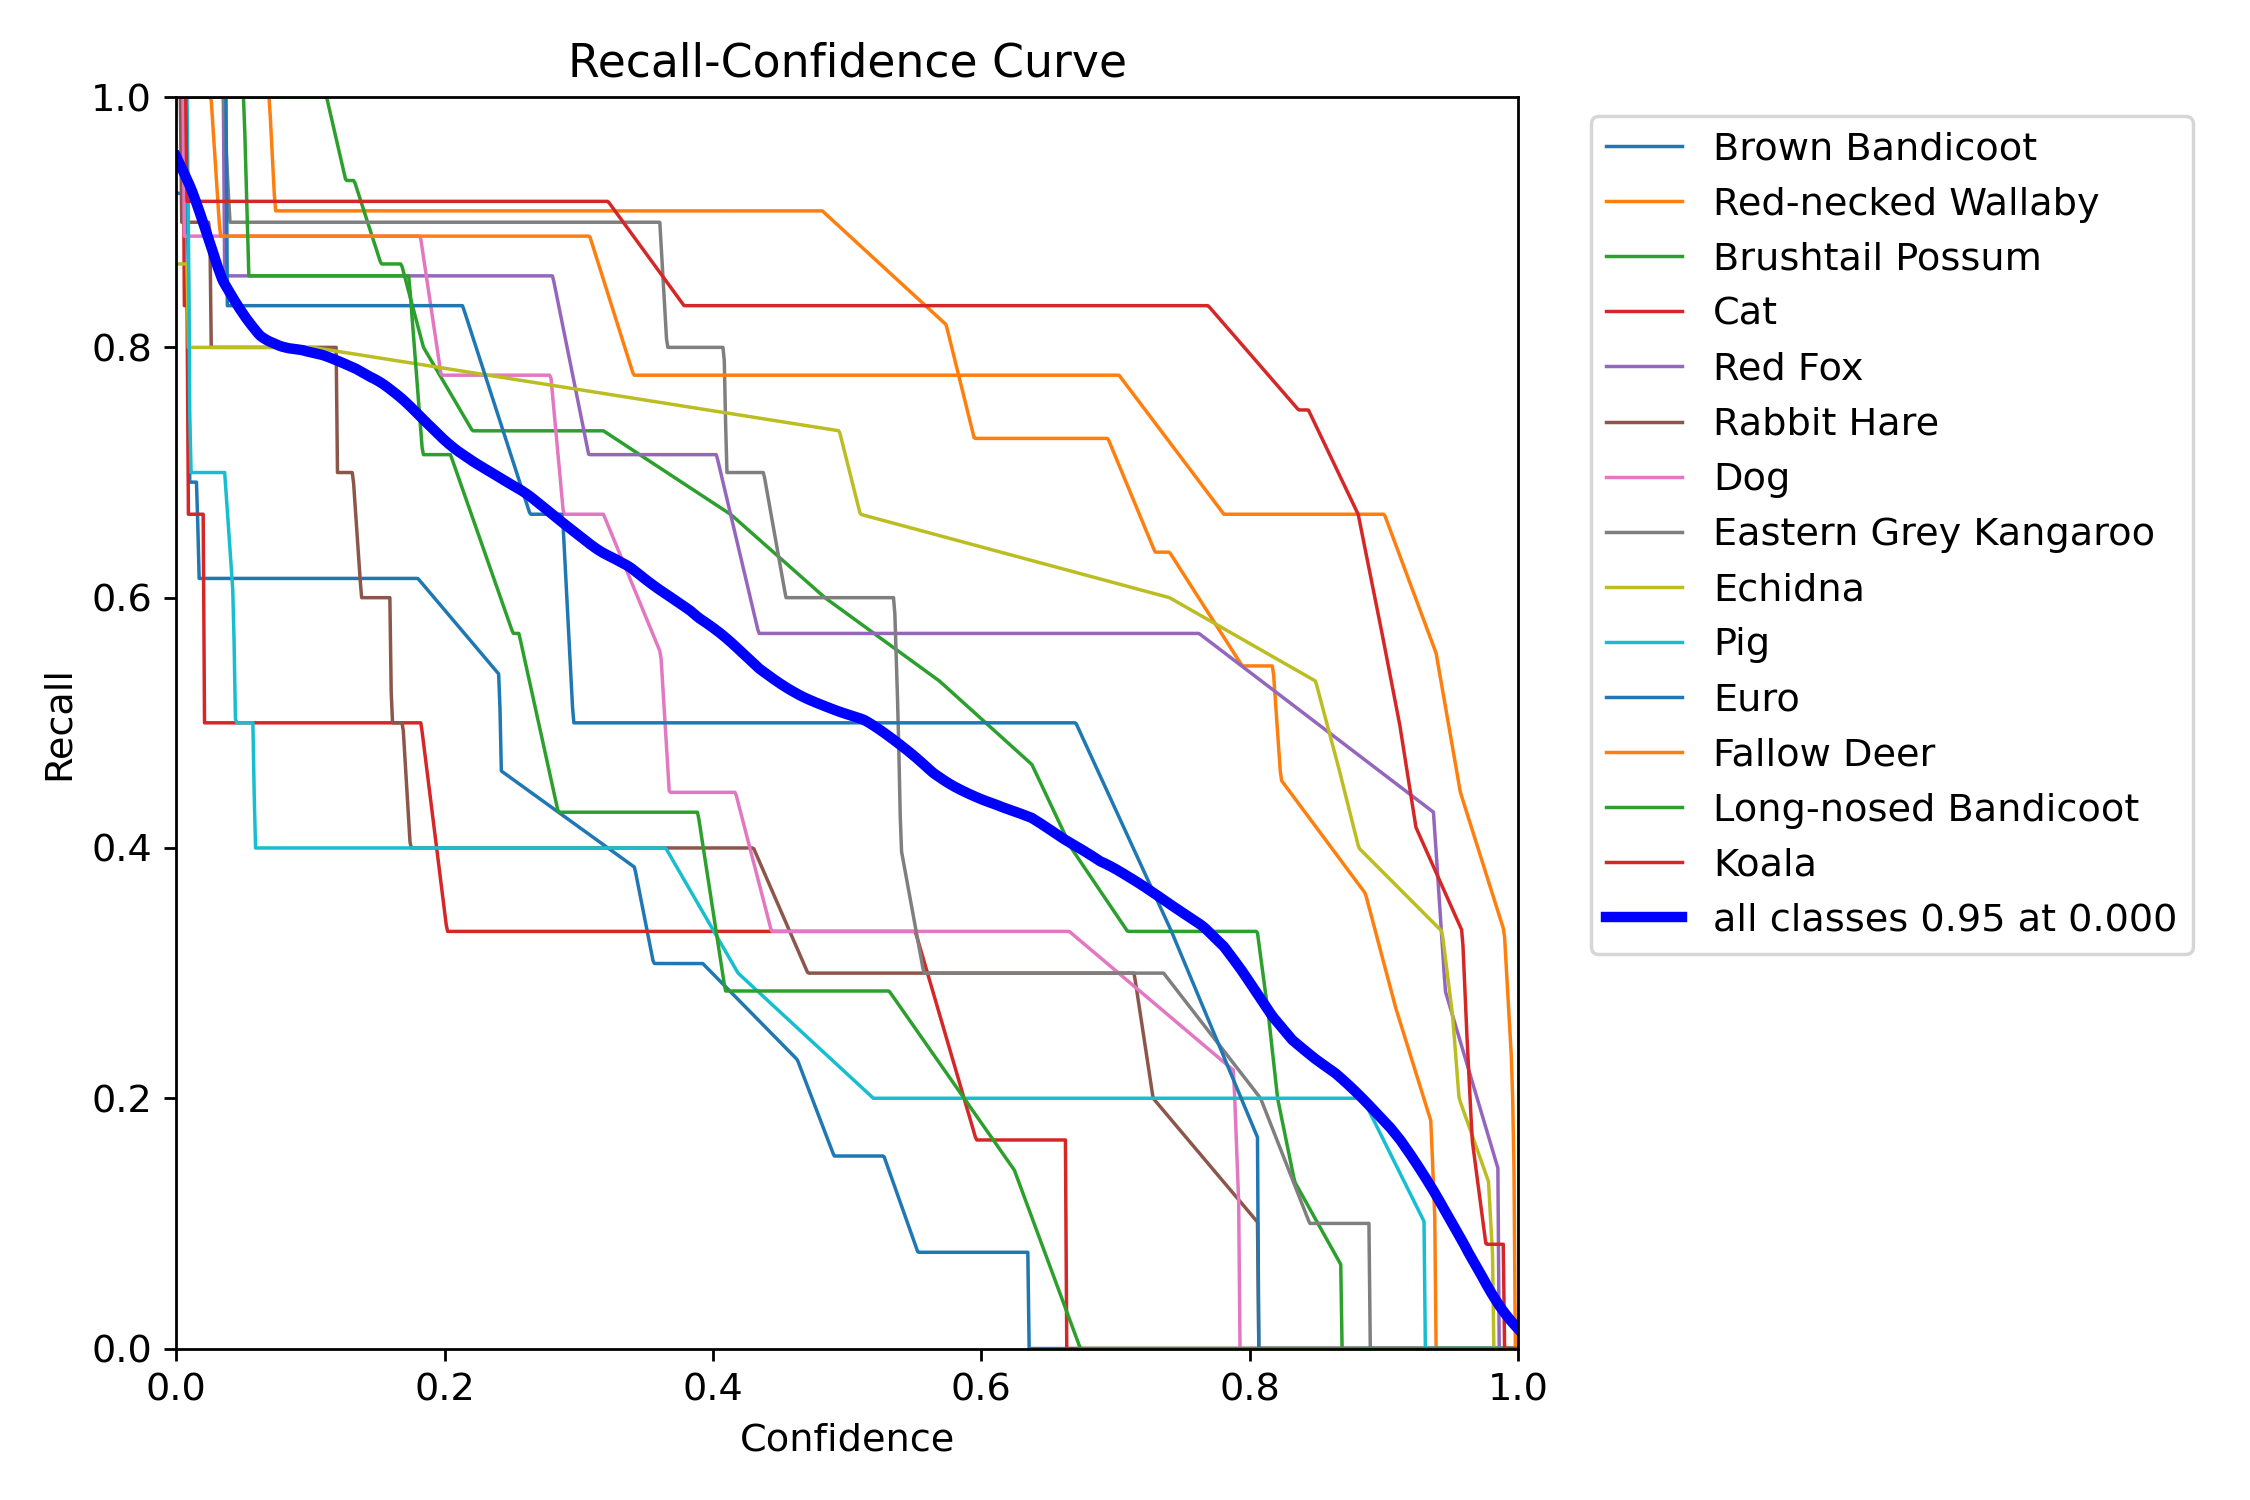 Recall-Confidence Curve
1.0
0.8
0.6
0.4
0.2
0.0
Recall
0.0 0.2 0.4 0.6 0.8 1.0
Confidence
Brown Bandicoot
Red-necked Wallaby
Brushtail Possum
Cat
Red Fox
Rabbit Hare
Dog
Eastern Grey Kangaroo
Echidna
Pig
Euro
Fallow Deer
Long-nosed Bandicoot
Koala
all classes 0.95 at 0.000